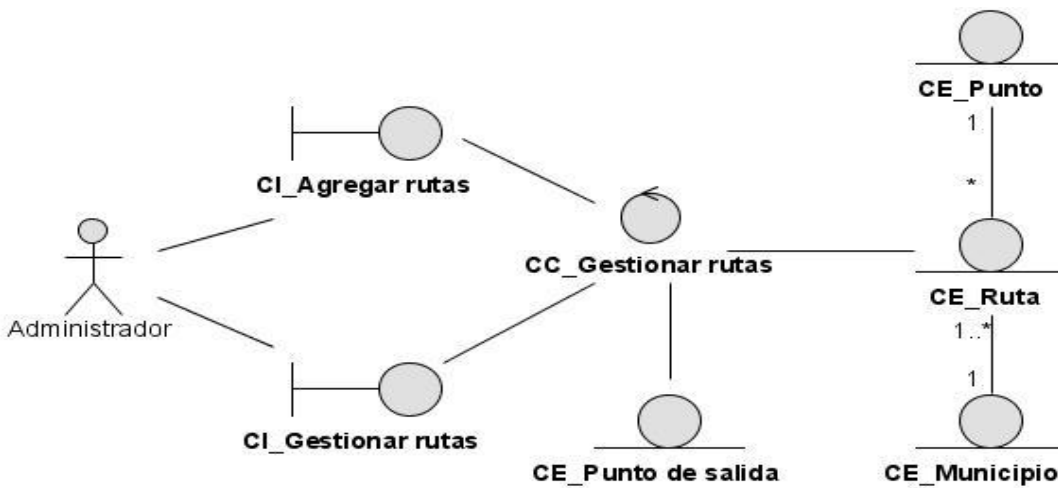 CE_Punto
1
*
CI_Agregar rutas
CC_Gestionar rutas
CE_Ruta
Administrador
1..*
1
CI_Gestionar rutas
CE_Punto de salida
CE_Municipio